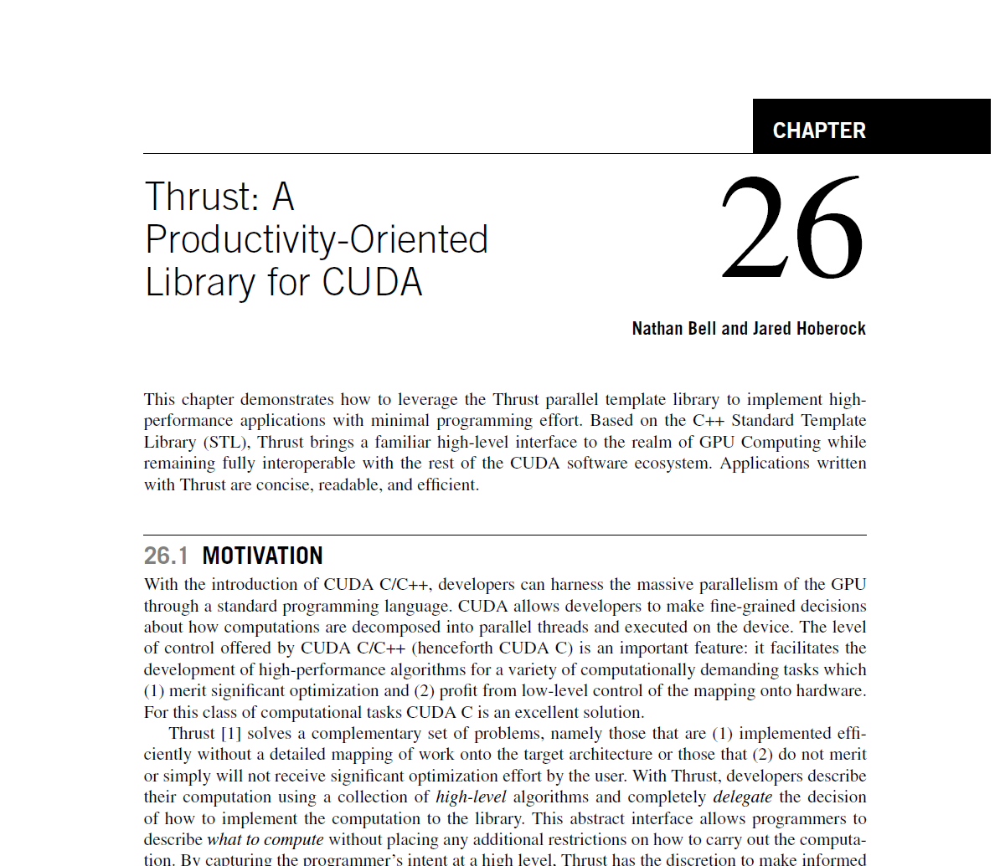 CHAPTER
Thrust: A
Productivity-Oriented
Library for CUDA
26
Nathan Bell and Jared Hoberock
This chapter demonstrates how to leverage the Thrust parallel template library to implement high-
performance applications with minimal programming effort. Based on the C++ Standard Template
Library (STL), Thrust brings a familiar high-level interface to the realm of GPU Computing while
remaining fully interoperable with the rest of the CUDA software ecosystem. Applications written
with Thrust are concise, readable, and efficient.
26.1 MOTIVATION
With the introduction of CUDA C/C++, developers can harness the massive parallelism of the GPU
through a standard programming language. CUDA allows developers to make fine-grained decisions
about how computations are decomposed into parallel threads and executed on the device. The level
of control offered by CUDA C/C++ (henceforth CUDA C) is an important feature: it facilitates the
development of high-performance algorithms for a variety of computationally demanding tasks which
(1) merit significant optimization and (2) profit from low-level control of the mapping onto hardware.
For this class of computational tasks CUDA C is an excellent solution.
Thrust [1] solves a complementary set of problems, namely those that are (1) implemented effi-
ciently without a detailed mapping of work onto the target architecture or those that (2) do not merit
or simply will not receive significant optimization effort by the user. With Thrust, developers describe
their computation using a collection of high-level algorithms and completely delegate the decision
of how to implement the computation to the library. This abstract interface allows programmers to
describe what to compute without placing any additional restrictions on how to carry out the computa-
tion. By capturing the programmer's intent at a high level, Thrust has the discretion to make informed